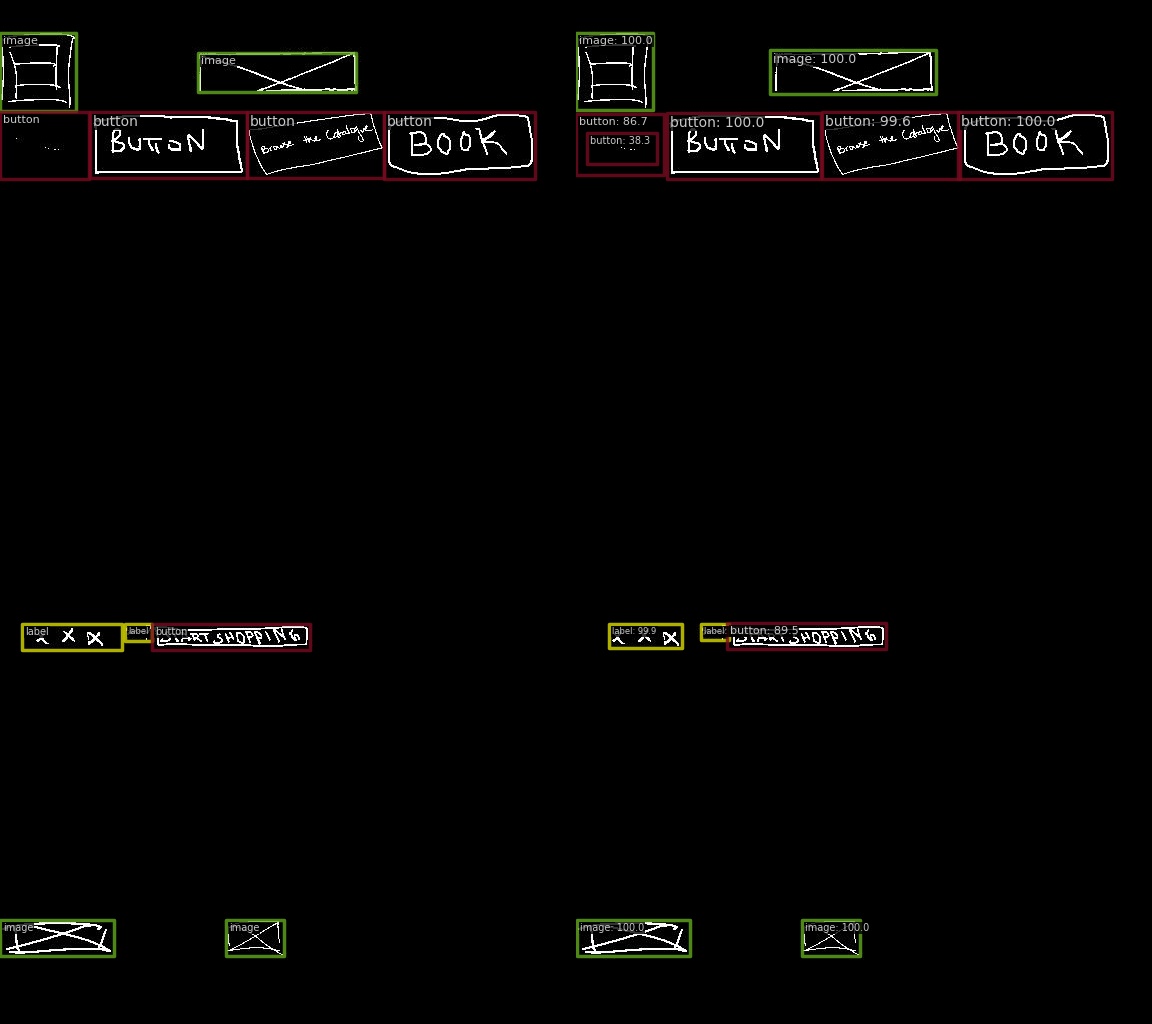 image
image
image: 100.0
image: 100.0
button
button
button
button
button: 86.7
button: 100.0
button: 99.6
button: 100.0
BUTTON
Browse the Catalogue
BOOK
button: 38.3
BUTTON
Browse the Catalogue
BOOK
label
label
button
START SHOPPING
x x
label: 99.9
label:
button: 89.5
START SHOPPING
x
image
image
image: 100.0
image: 100.0